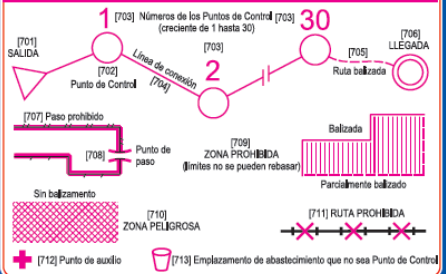 1 [703] Números de los Puntos de Control [703] 30
(creciente de 1 hasta 30)
[701]
SALIDA
[706]
LLEGADA
[702]
Punto de Control
Línea de conexión
[704]
[703]
2
[705]
Ruta balizada
[707] Paso prohibido
[708]
Punto de
paso
[709]
ZONA PROHIBIDA
(límites no se pueden rebasar)
Balizada
Parcialmente balizado
Sin balizamento
[710]
ZONA PELIGROSA
[711] RUTA PROHIBIDA
[712] Punto de auxilio
[713] Emplazamento de abastecimiento que no sea Punto de Control